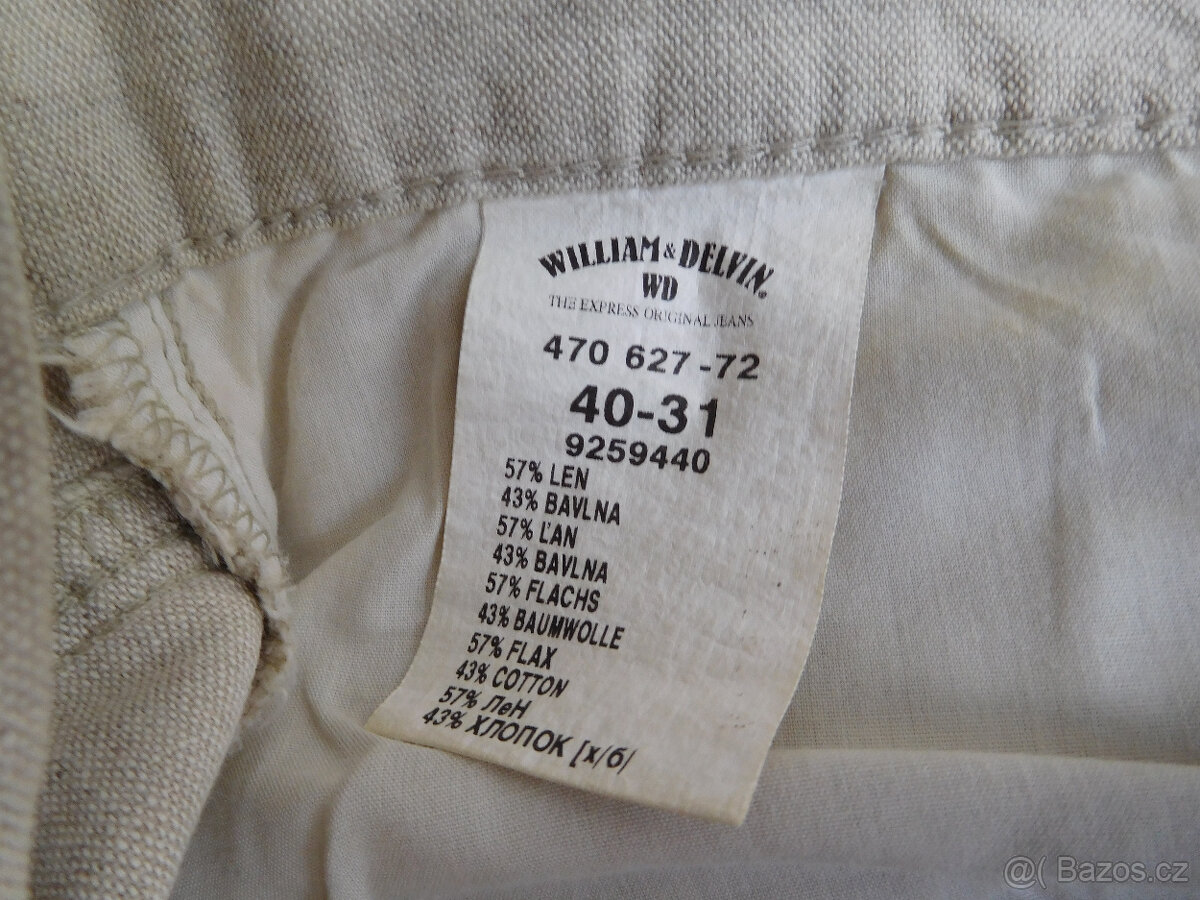 WILLIAM & DELVIN.
WD
THE EXPRESS ORIGINAL JEANS
470 627-72
40-31
9259440
57% LEN
43% BAVLNA
57% ĽAN
43% BAVLNA
57% FLACHS
43% BAUMWOLLE
57% FLAX
43% COTTON
57% ЛеН
43% ХЛОПОК [х/б/
@( Bazos.cz